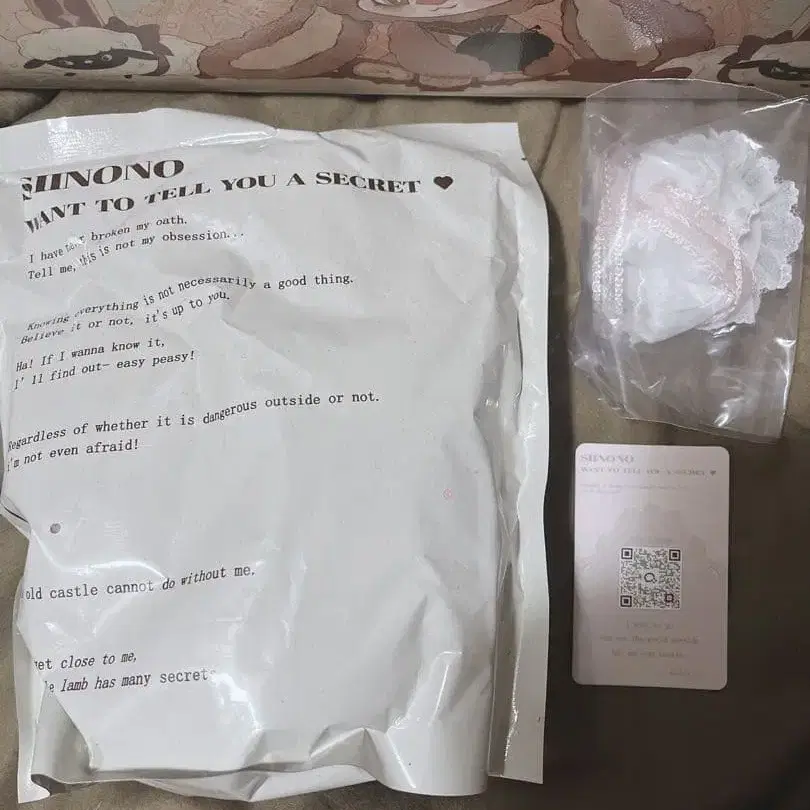 SIINONO
WANT TO TELL YOU A SECRET ♥
I have broken my oath.
Tell me, this is not my obsession...
Knowing everything is not necessarily a good thing.
Believe it or not, it's up to you.
Ha! If I wanna know it,
I'll find out— easy peasy!
Regardless of whether it is dangerous outside or not.
i'm not even afraid!
old castle cannot do without me.
get close to me,
lamb has many secrets
SIINONO
WANT TO TELL YOU A SECRET ♥